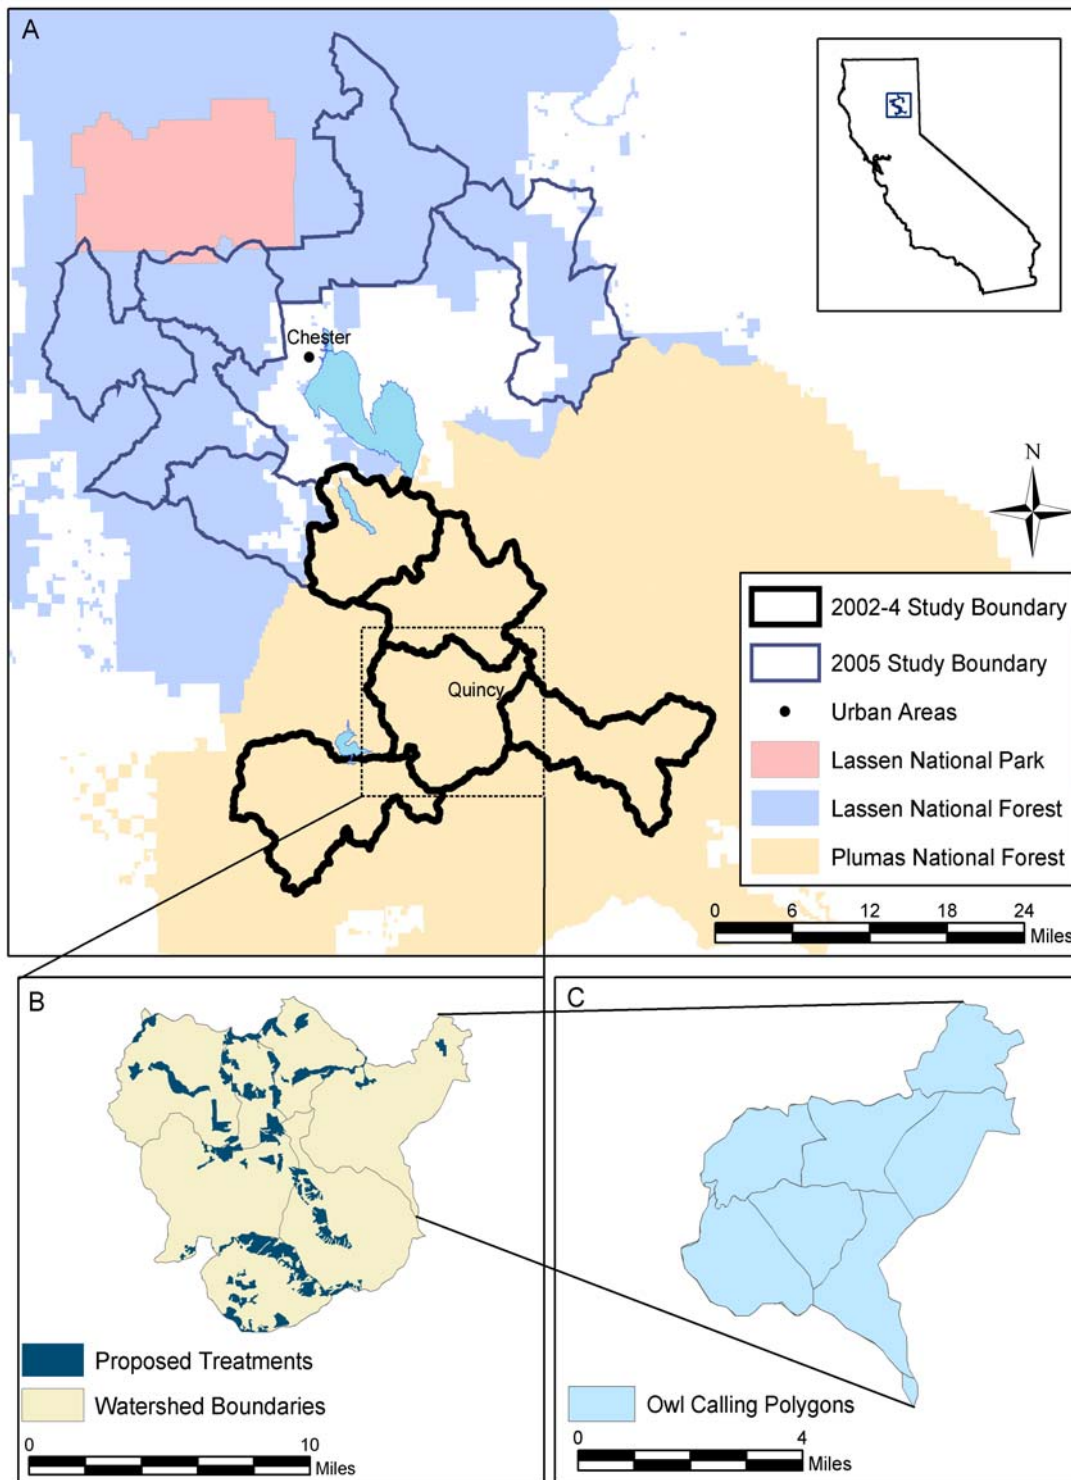 A
Chester
N
Quincy
2002-4 Study Boundary
2005 Study Boundary
Urban Areas
Lassen National Park
Lassen National Forest
Plumas National Forest
0 6 12 18 24
Miles
B
Proposed Treatments
Watershed Boundaries
0 10
Miles
C
Owl Calling Polygons
0 4
Miles